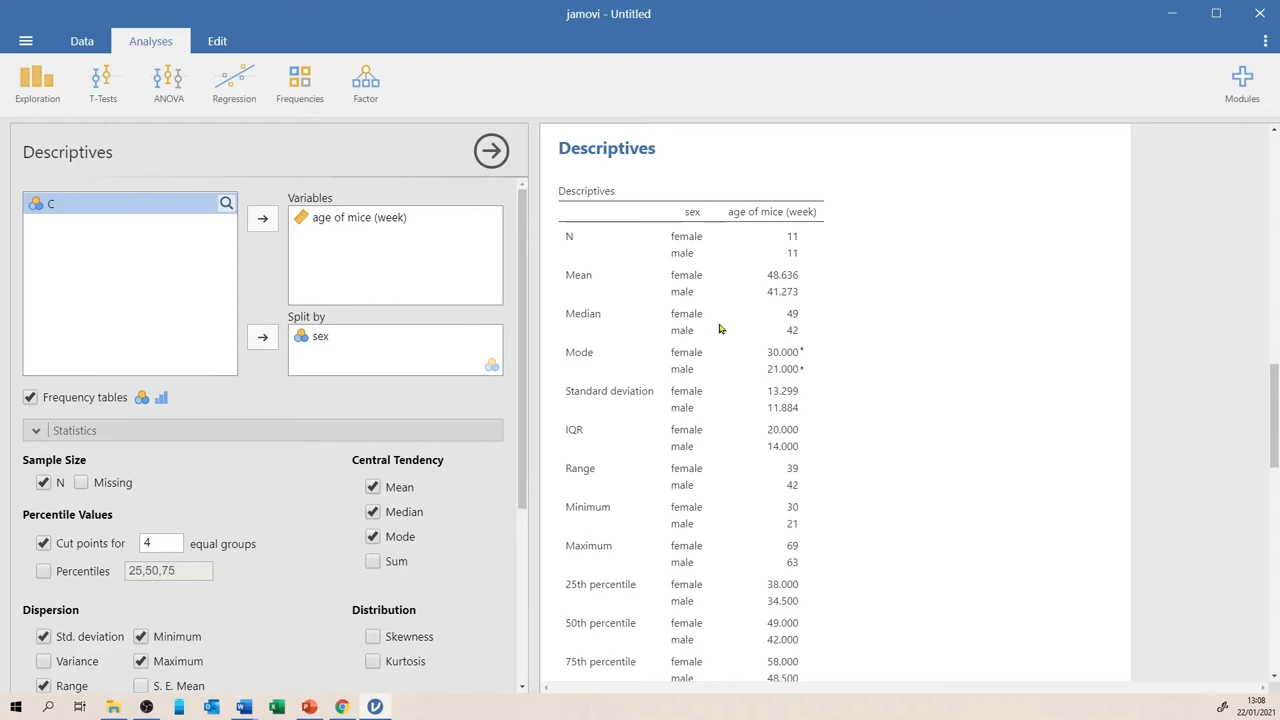 jamovi - Untitled
Data Analyses Edit
Exploration T-Tests ANOVA Regression Frequencies Factor Modules
Descriptives
C
Variables
age of mice (week)
Split by
sex
Frequency tables
Statistics
Sample Size
N Missing
Percentile Values
Cut points for 4 equal groups
Percentiles 25,50,75
Dispersion
Std. deviation Minimum
Variance Maximum
Range S. E. Mean
Central Tendency
Mean
Median
Mode
Sum
Distribution
Skewness
Kurtosis
Descriptives
Descriptives
sex age of mice (week)
N female 11
male 11
Mean female 48.636
male 41.273
Median female 49
male 42
Mode female 30.000 ᵃ
male 21.000 ᵃ
Standard deviation female 13.299
male 11.884
IQR female 20.000
male 14.000
Range female 39
male 42
Minimum female 30
male 21
Maximum female 69
male 63
25th percentile female 38.000
male 34.500
50th percentile female 49.000
male 42.000
75th percentile female 58.000
male 48.500
13:08
22/01/2021